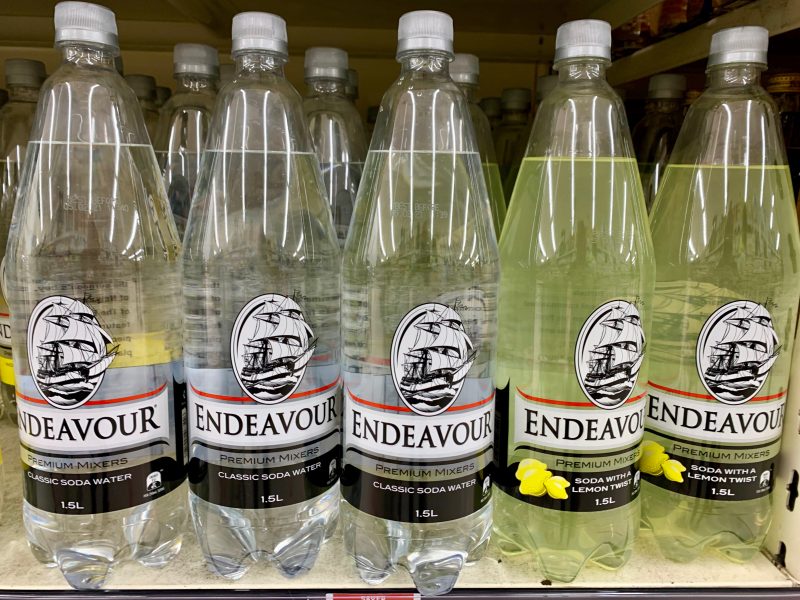 BEST BEFORE
ENDEAVOUR
PREMIUM MIXERS
CLASSIC SODA WATER
1.5L
ENDEAVOUR
PREMIUM MIXERS
CLASSIC SODA WATER
1.5L
ENDEAVOUR
PREMIUM MIXERS
CLASSIC SODA WATER
1.5L
ENDEAVOUR
PREMIUM MIXERS
SODA WITH A
LEMON TWIST
1.5L
ENDEAVOUR
PREMIUM MIXERS
SODA WITH A
LEMON TWIST
1.5L